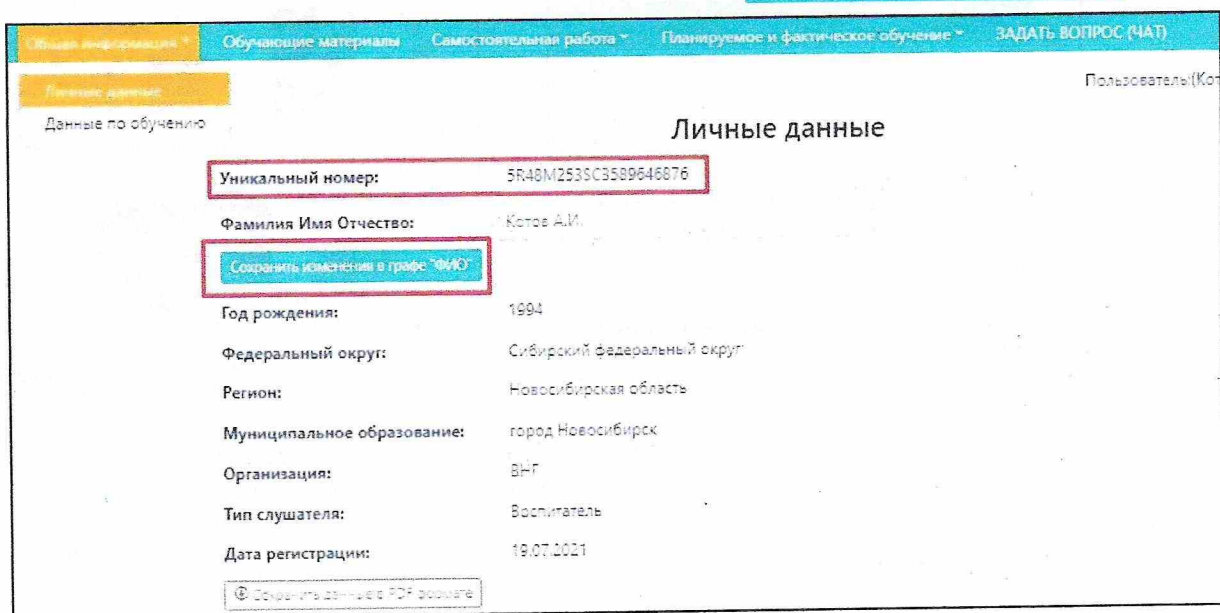 Общая информация Обучающие материалы Самостоятельная работа Планируемое и фактическое обучение ЗАДАТЬ ВОПРОС (ЧАТ)
Личные данные Пользователь:(Кот
Данные по обучению
Личные данные
Уникальный номер: 5R48M253SC3589646876
Фамилия Имя Отчество: Котов А.И.
Сохранить изменения в графе "ФИО"
Год рождения: 1994
Федеральный округ: Сибирский федеральный округ
Регион: Новосибирская область
Муниципальное образование: город Новосибирск
Организация: ВНГ
Тип слушателя: Воспитатель
Дата регистрации: 19.07.2021
Сохранить данные в PDF формате